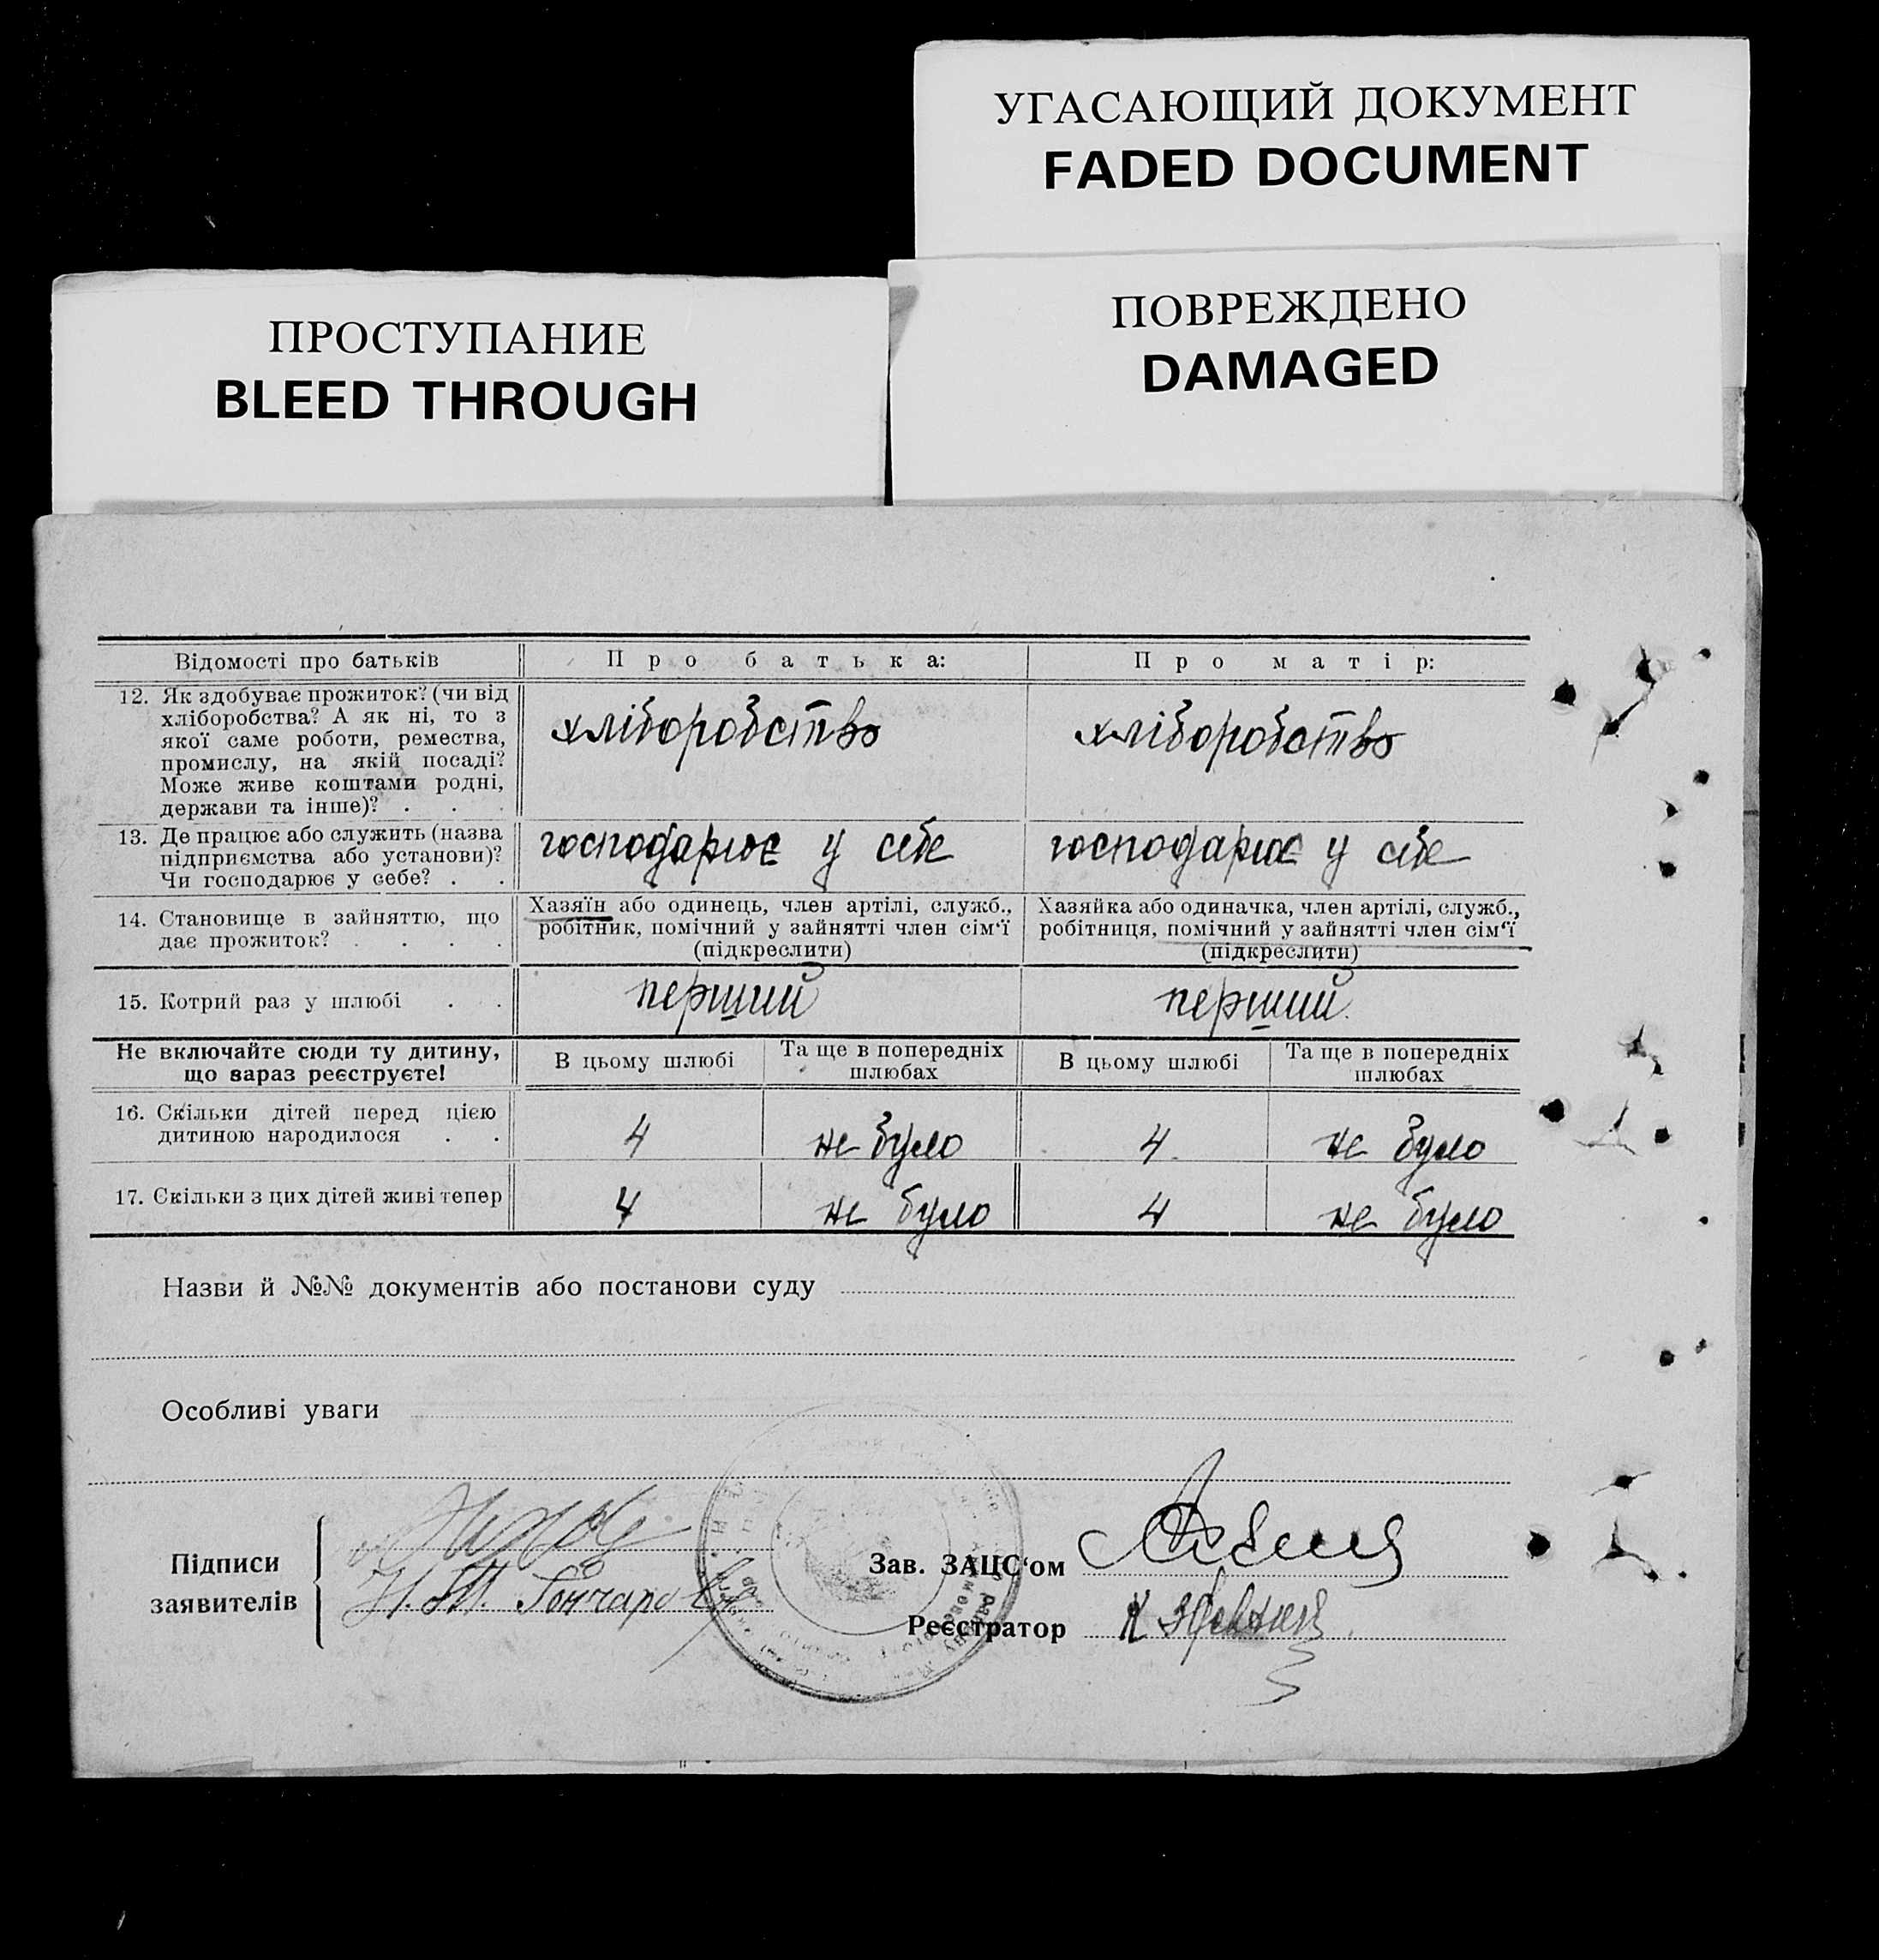 УГАСАЮЩИЙ ДОКУМЕНТ
FADED DOCUMENT
ПОВРЕЖДЕНО
DAMAGED
ПРОСТУПАНИЕ
BLEED THROUGH
Відомості про батьків
Про батька:
Про матір:
12. Як здобуває прожиток? (чи від
хліборобства? А як ні, то з
якої саме роботи, ремества,
промислу, на якій посаді?
Може живе коштами родні,
держави та інше)? . . .
хліборобство
хліборобство
13. Де працює або служить (назва
підприємства або установи)?
Чи господарює у себе? . .
господарює у себе
господарює у себе
14. Становище в зайняттю, що
дає прожиток? . . . .
Хазяїн або одинець, член артілі, служб.,
робітник, помічний у зайнятті член сім'ї
(підкреслити)
Хазяйка або одиначка, член артілі, служб.,
робітниця, помічний у зайнятті член сім'ї
(підкреслити)
15. Котрий раз у шлюбі . .
перший
перший.
Не включайте сюди ту дитину,
що вараз реєструєте!
В цьому шлюбі
Та ще в попередніх
шлюбах
В цьому шлюбі
Та ще в попередніх
шлюбах
16. Скільки дітей перед цією
дитиною народилося . .
4
не було
4
не було
17. Скільки з цих дітей живі тепер
4
не було
4
не було
Назви й №№ документів або постанови суду
Особливі уваги
Підписи
заявителів
Н. М. Гончаро
Зав. ЗАЦС'ом
Реєстратор